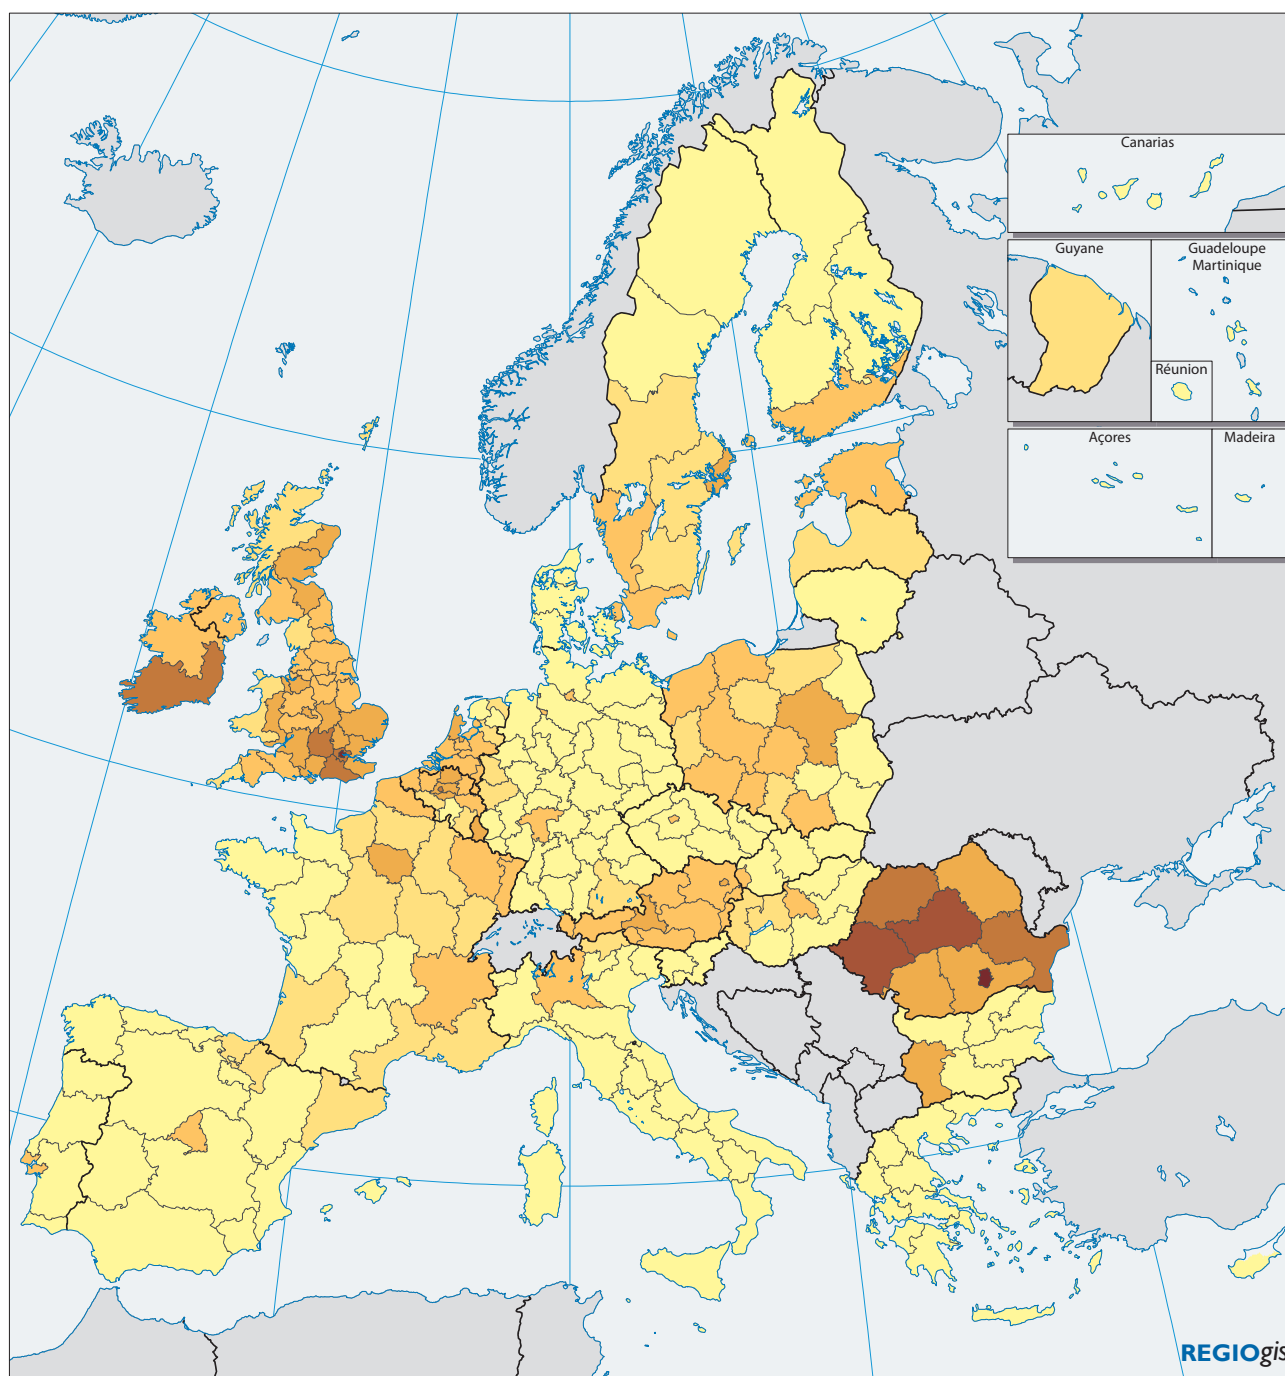 Canarias
Guyane
Guadeloupe
Martinique
Réunion
Açores
Madeira
REGIOgis